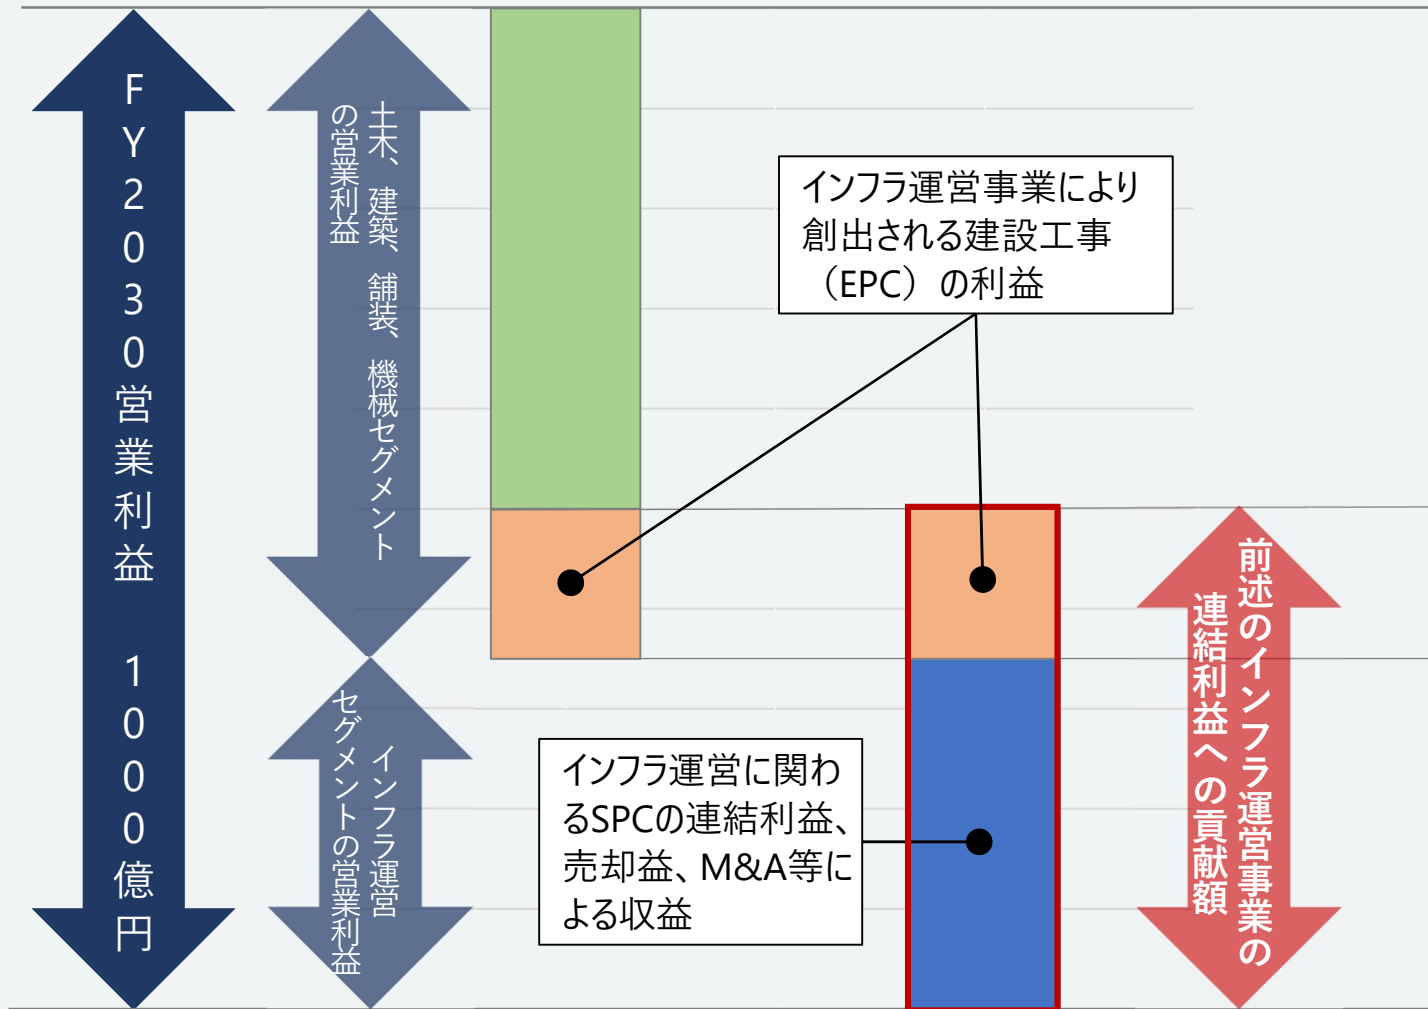 FY2030営業利益　1000億円
土木、建築、舗装、機械セグメント
の営業利益
インフラ運営
セグメントの営業利益
インフラ運営事業により
創出される建設工事
（EPC）の利益
インフラ運営に関わ
るSPCの連結利益、
売却益、M&A等に
よる収益
前述のインフラ運営事業の
連結利益への貢献額